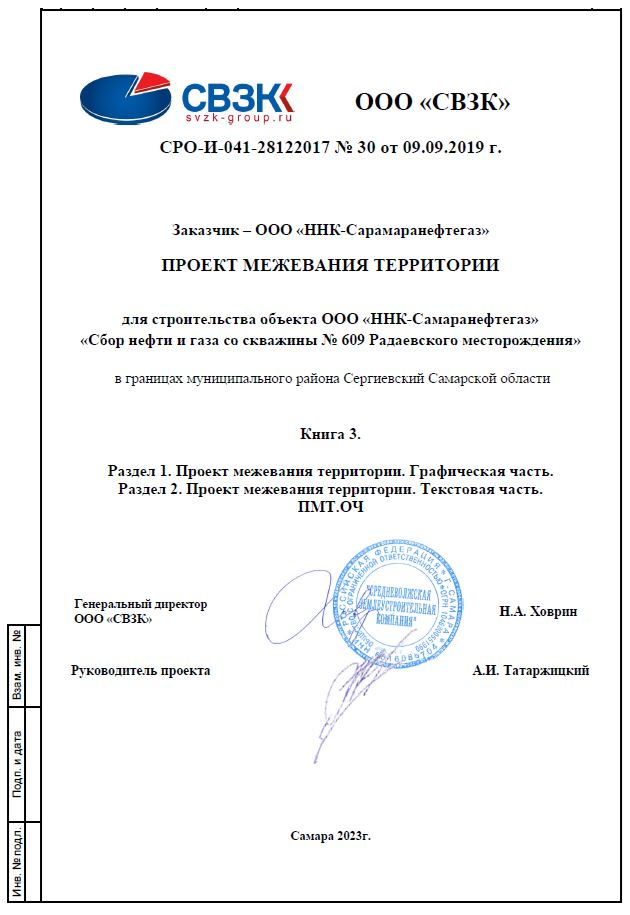 СВЗК
svzk-group.ru
ООО «СВЗК»
СРО-И-041-28122017 № 30 от 09.09.2019 г.
Заказчик – ООО «ННК-Сарамаранефтегаз»
ПРОЕКТ МЕЖЕВАНИЯ ТЕРРИТОРИИ
для строительства объекта ООО «ННК-Самаранефтегаз»
«Сбор нефти и газа со скважины № 609 Радаевского месторождения»
в границах муниципального района Сергиевский Самарской области
Книга 3.
Раздел 1. Проект межевания территории. Графическая часть.
Раздел 2. Проект межевания территории. Текстовая часть.
ПМТ.ОЧ
РОССИЙСКАЯ ФЕДЕРАЦИЯ Г. САМАРА
ОГРАНИ�ченной ОТВЕТСТВЕННОСТЬЮ
"СРЕДНЕВОЛЖСКАЯ
ЗЕМЛЕУСТРОИТЕЛЬНАЯ
КОМПАНИЯ"
Генеральный директор
ООО «СВЗК»
Н.А. Ховрин
Руководитель проекта
А.И. Татаржицкий
Самара 2023г.
Взам. инв. №
Подп. и дата
Инв. № подл.